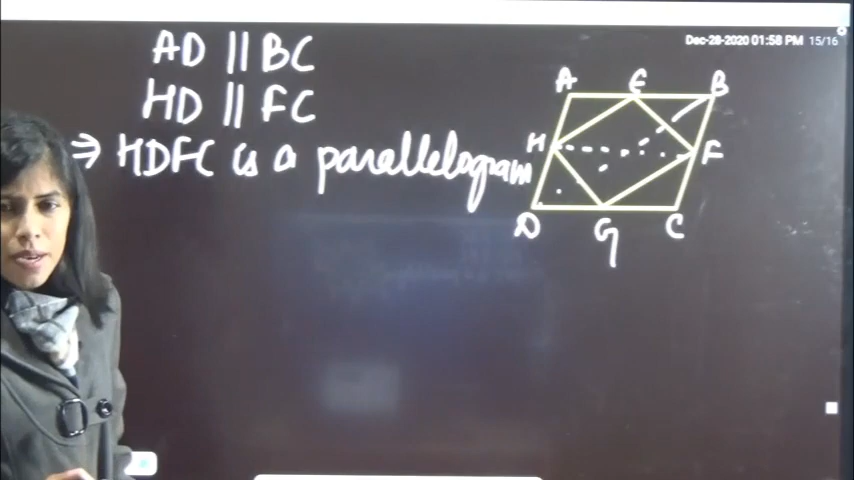 AD || BC
HD || FC
⇒ HDFC is a parallelogram
Dec-28-2020 01:58 PM 15/16
A E B
H F
D G C